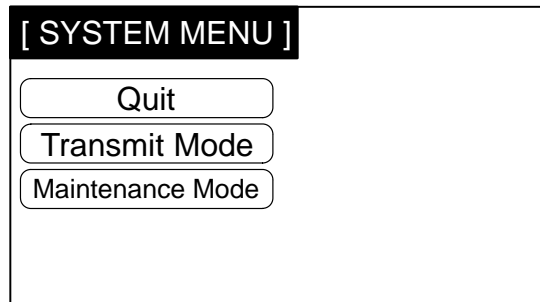 [ SYSTEM MENU ]
Quit
Transmit Mode
Maintenance Mode